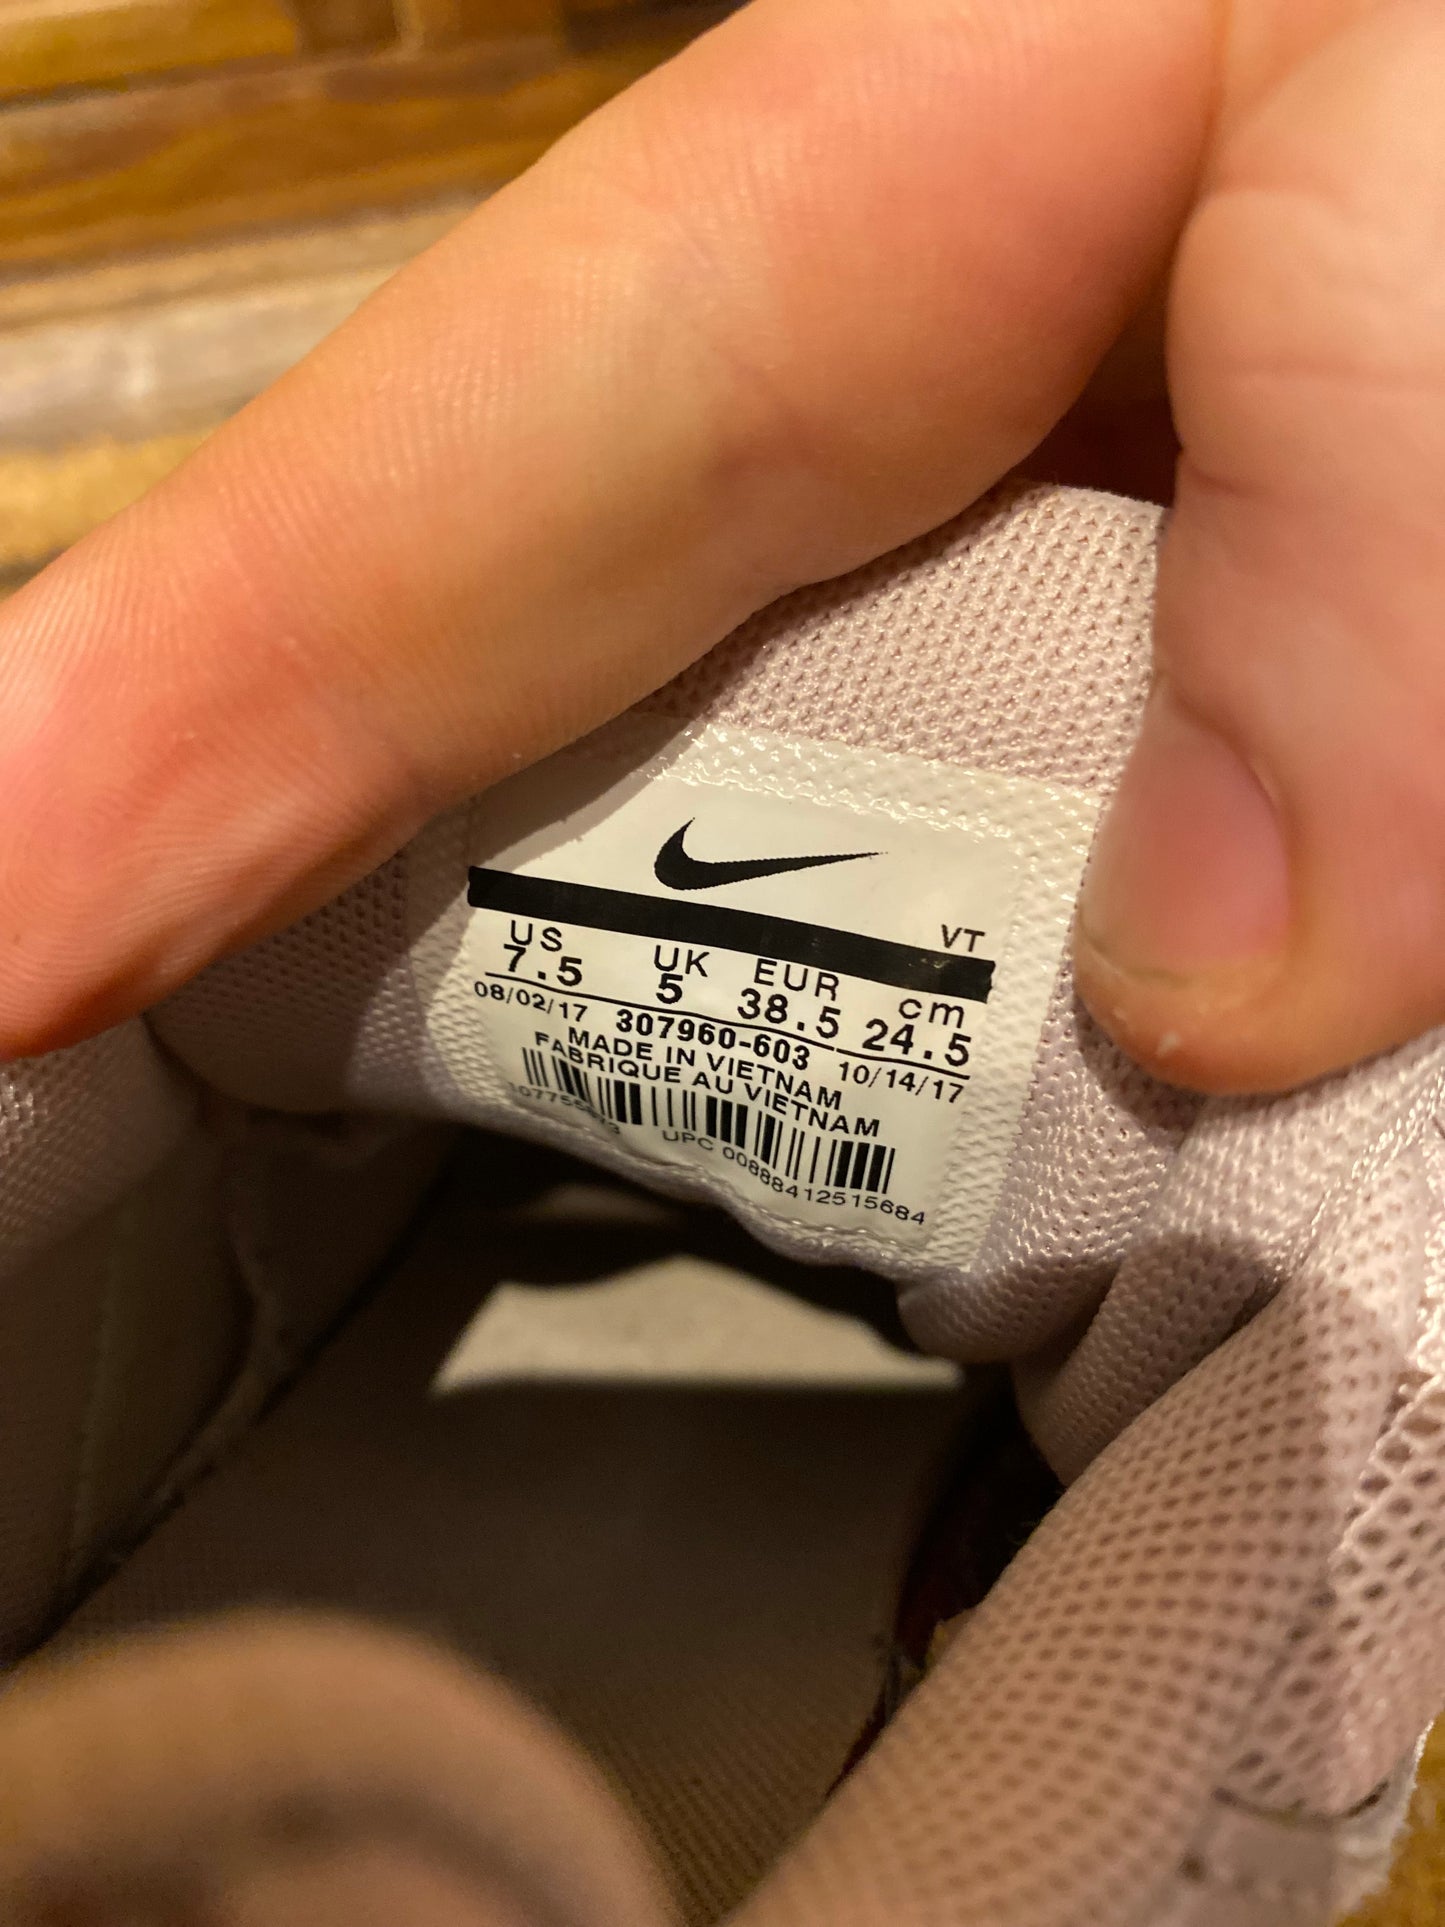 VT
US UK EUR cm
7.5 5 38.5 24.5
08/02/17 307960-603 10/14/17
MADE IN VIETNAM
FABRIQUE AU VIETNAM
UPC 00888412515684